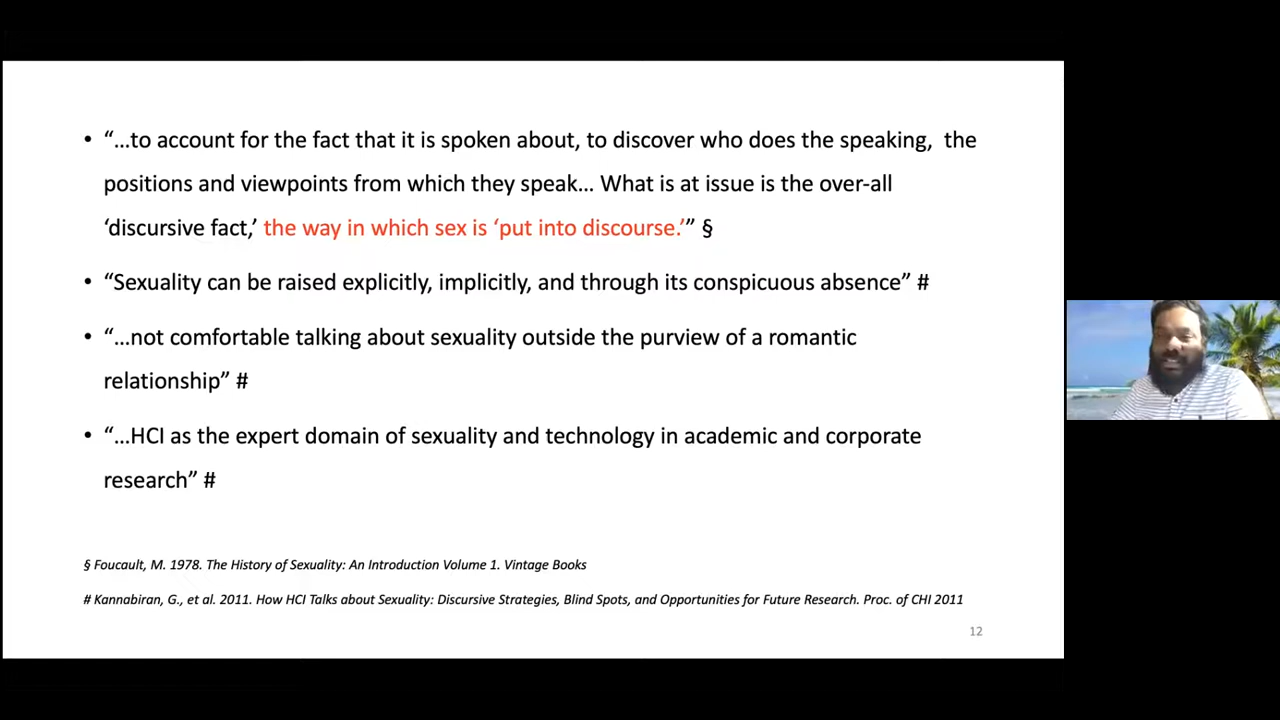 • “...to account for the fact that it is spoken about, to discover who does the speaking,  the
positions and viewpoints from which they speak... What is at issue is the over-all
‘discursive fact,’ the way in which sex is ‘put into discourse.’” §
• “Sexuality can be raised explicitly, implicitly, and through its conspicuous absence” #
• “...not comfortable talking about sexuality outside the purview of a romantic
relationship” #
• “...HCI as the expert domain of sexuality and technology in academic and corporate
research” #
§ Foucault, M. 1978. The History of Sexuality: An Introduction Volume 1. Vintage Books
# Kannabiran, G., et al. 2011. How HCI Talks about Sexuality: Discursive Strategies, Blind Spots, and Opportunities for Future Research. Proc. of CHI 2011
12